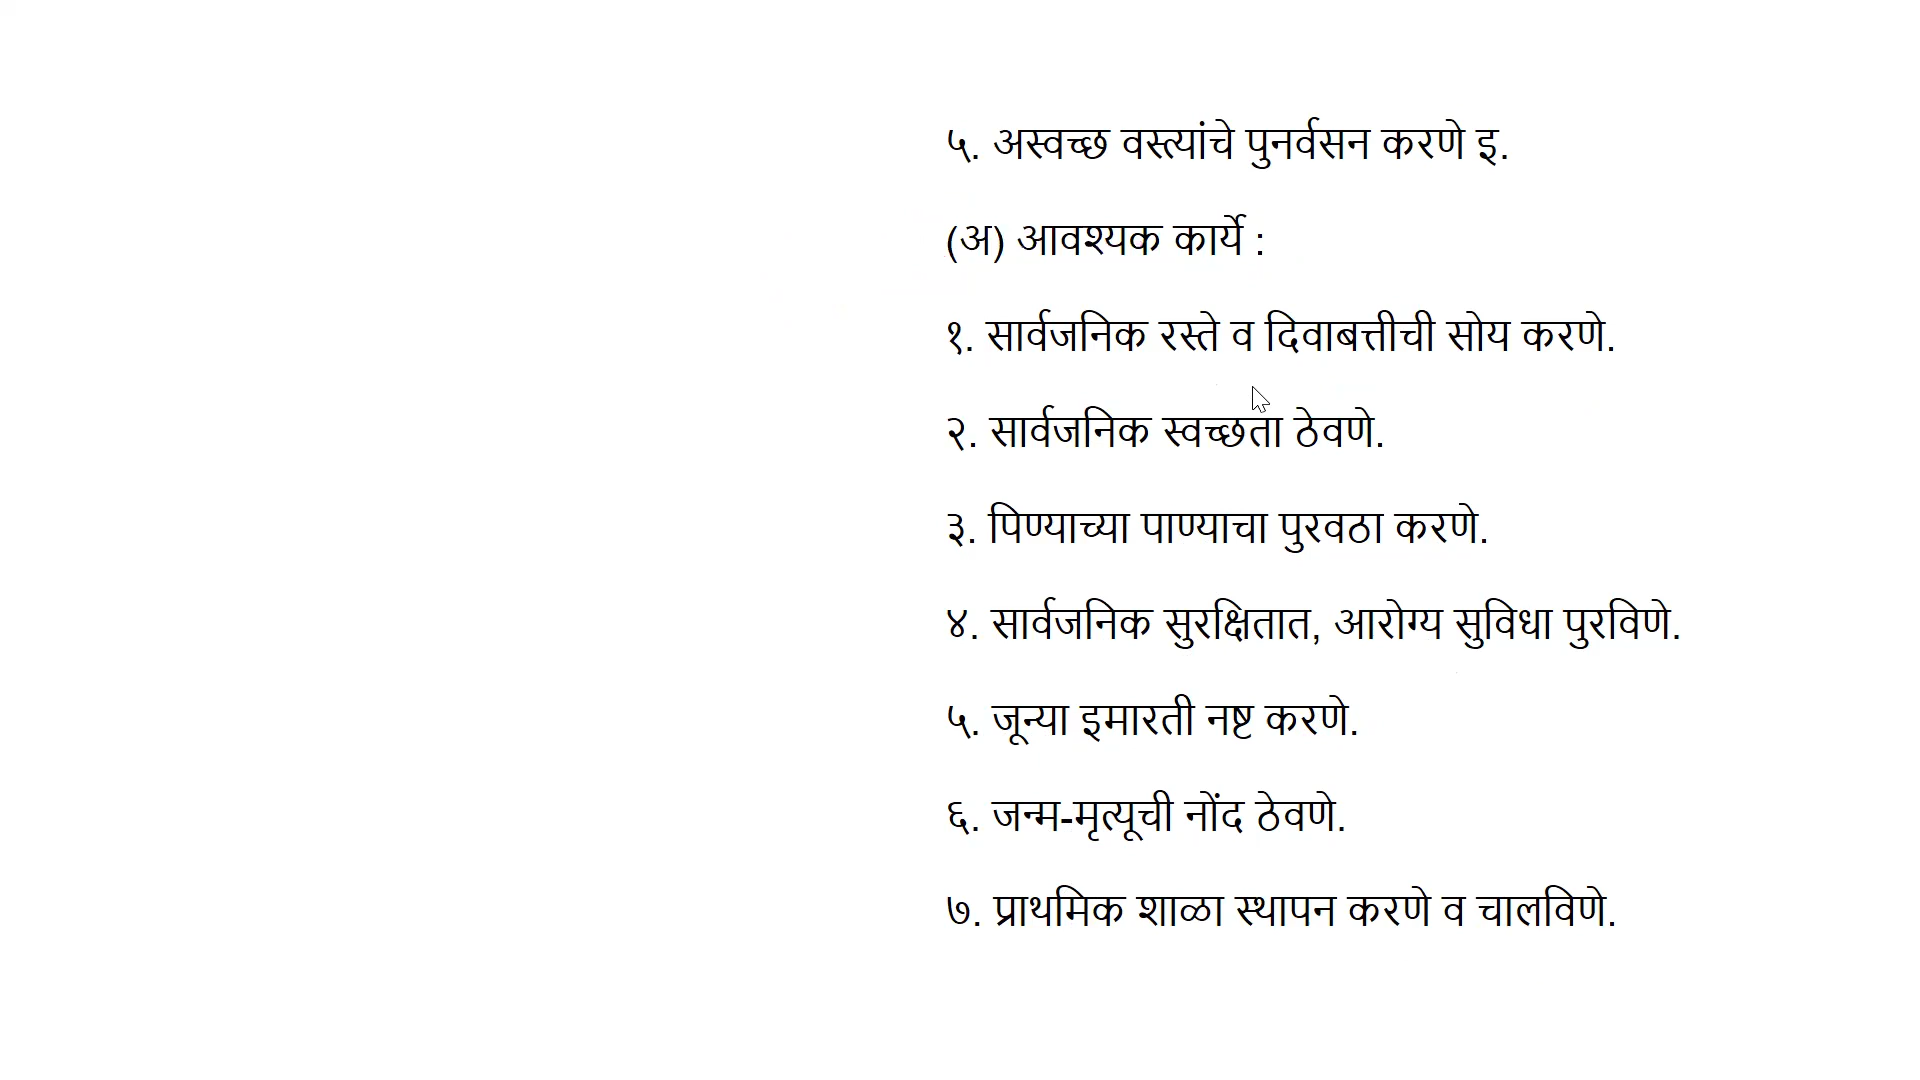 ५. अस्वच्छ वस्त्यांचे पुनर्वसन करणे इ.
(अ) आवश्यक कार्ये :
१. सार्वजनिक रस्ते व दिवाबत्तीची सोय करणे.
२. सार्वजनिक स्वच्छता ठेवणे.
३. पिण्याच्या पाण्याचा पुरवठा करणे.
४. सार्वजनिक सुरक्षितात, आरोग्य सुविधा पुरविणे.
५. जून्या इमारती नष्ट करणे.
६. जन्म-मृत्यूची नोंद ठेवणे.
७. प्राथमिक शाळा स्थापन करणे व चालविणे.